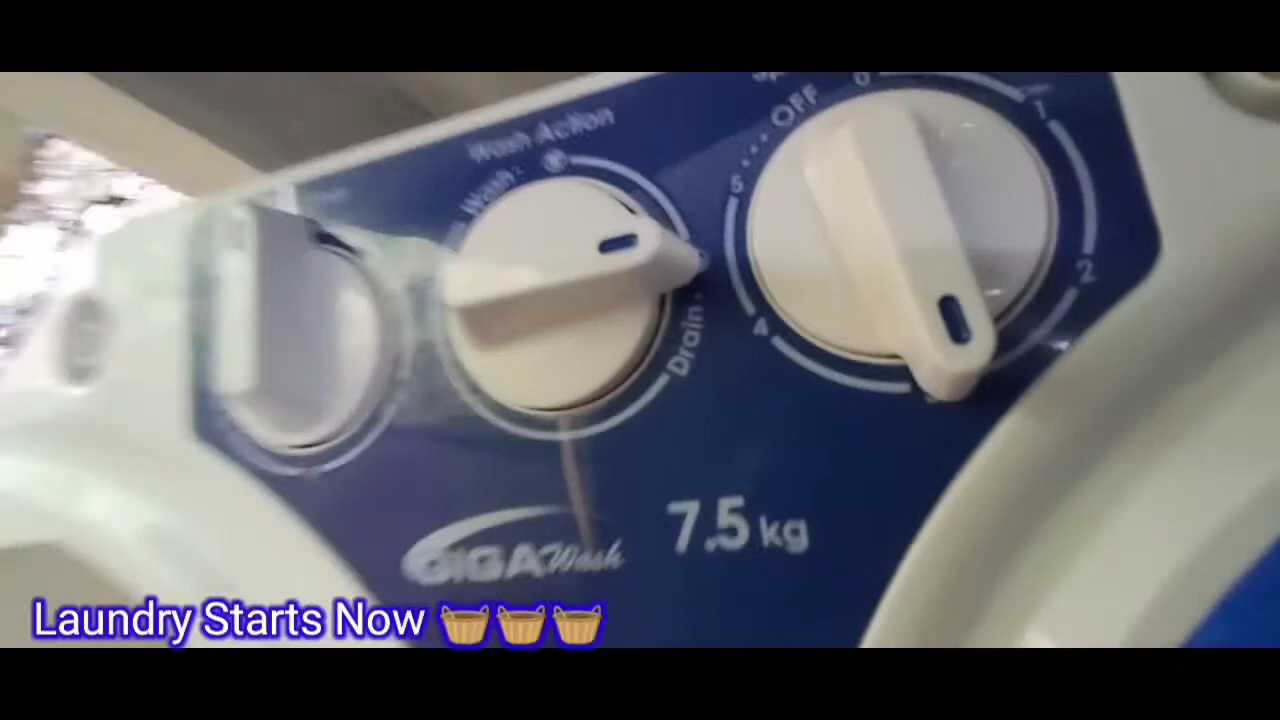 Wash Action
Wash
Drain
OFF
0
1
2
4
5
GIGA Wash
7.5 kg
Laundry Starts Now 🧺🧺🧺